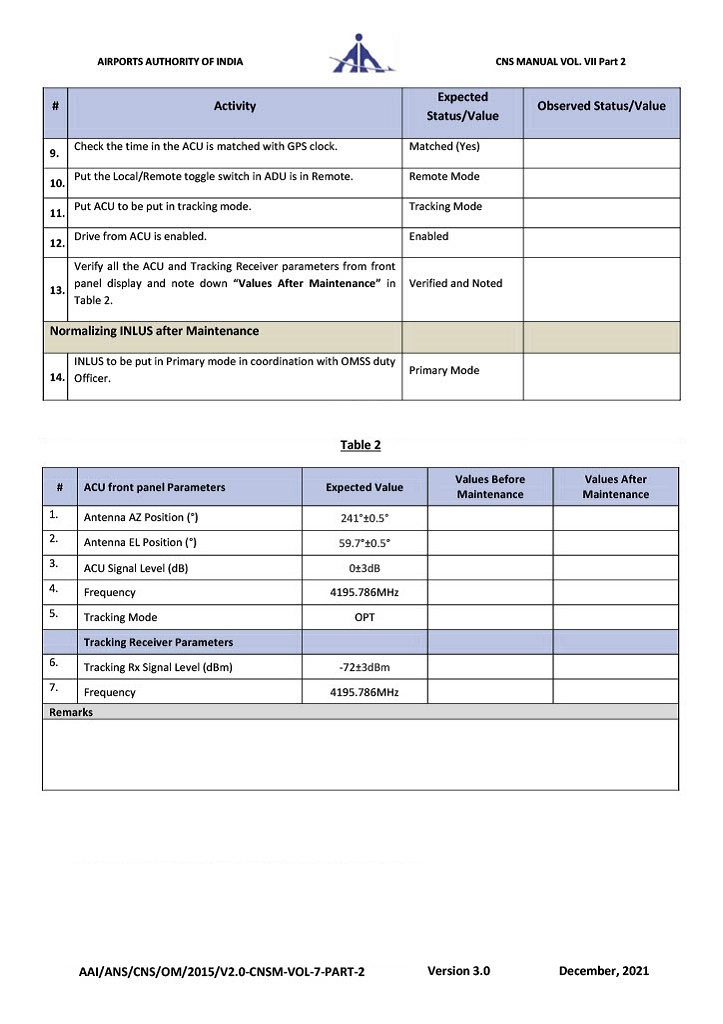 AIRPORTS AUTHORITY OF INDIA
CNS MANUAL VOL. VII Part 2
# Activity Expected Status/Value Observed Status/Value
9. Check the time in the ACU is matched with GPS clock. Matched (Yes)
10. Put the Local/Remote toggle switch in ADU is in Remote. Remote Mode
11. Put ACU to be put in tracking mode. Tracking Mode
12. Drive from ACU is enabled. Enabled
13. Verify all the ACU and Tracking Receiver parameters from front
panel display and note down “Values After Maintenance” in
Table 2.
Verified and Noted
Normalizing INLUS after Maintenance
14. INLUS to be put in Primary mode in coordination with OMSS duty
Officer.
Primary Mode
Table 2
# ACU front panel Parameters Expected Value Values Before Maintenance Values After Maintenance
1. Antenna AZ Position (°) 241°±0.5°
2. Antenna EL Position (°) 59.7°±0.5°
3. ACU Signal Level (dB) 0±3dB
4. Frequency 4195.786MHz
5. Tracking Mode OPT
Tracking Receiver Parameters
6. Tracking Rx Signal Level (dBm) -72±3dBm
7. Frequency 4195.786MHz
Remarks
AAI/ANS/CNS/OM/2015/V2.0-CNSM-VOL-7-PART-2 Version 3.0 December, 2021